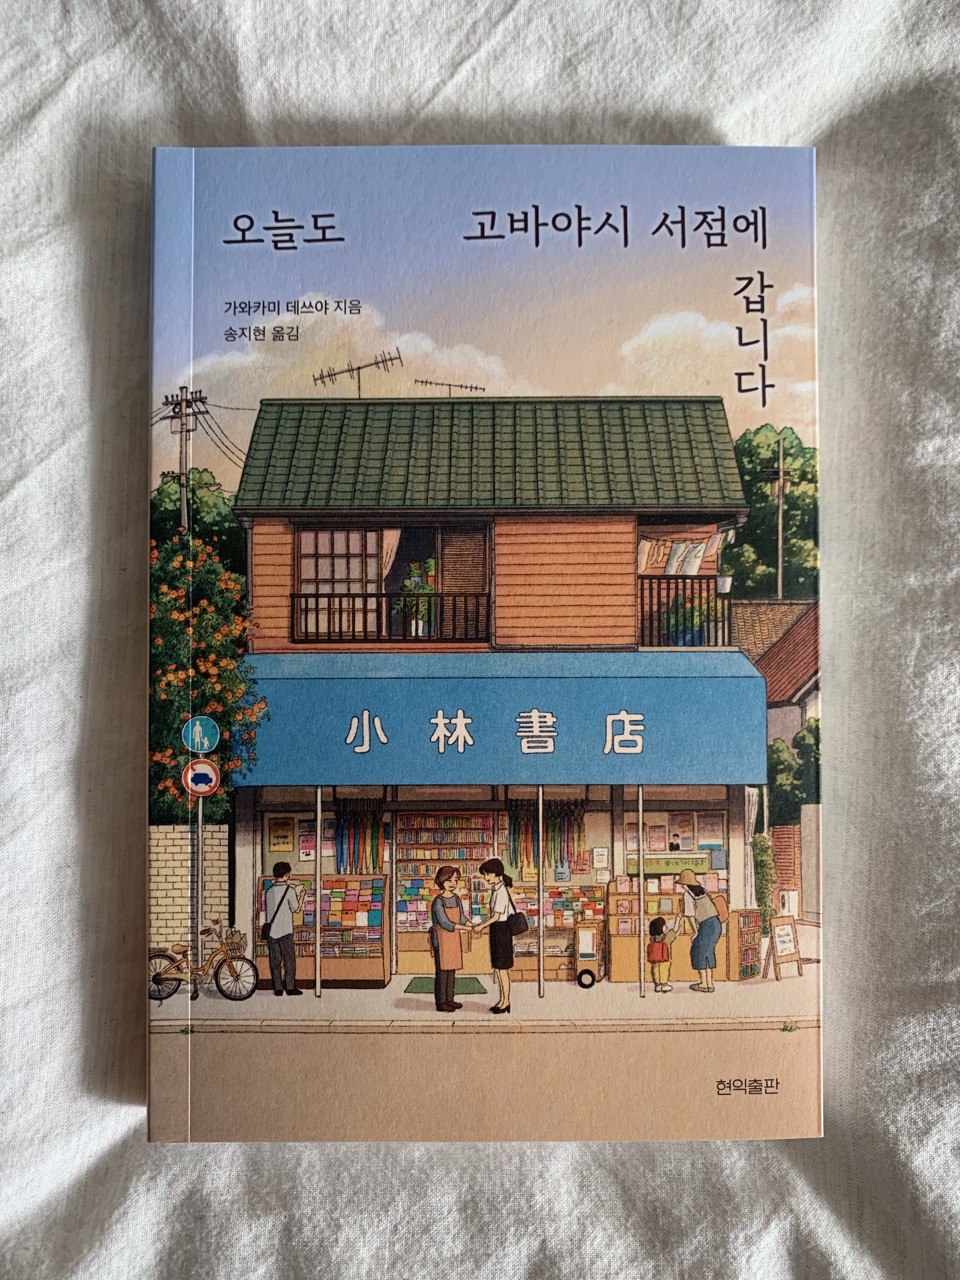 오늘도 고바야시 서점에
갑니다
가와카미 데쓰야 지음
송지현 옮김
小林書店
현익출판